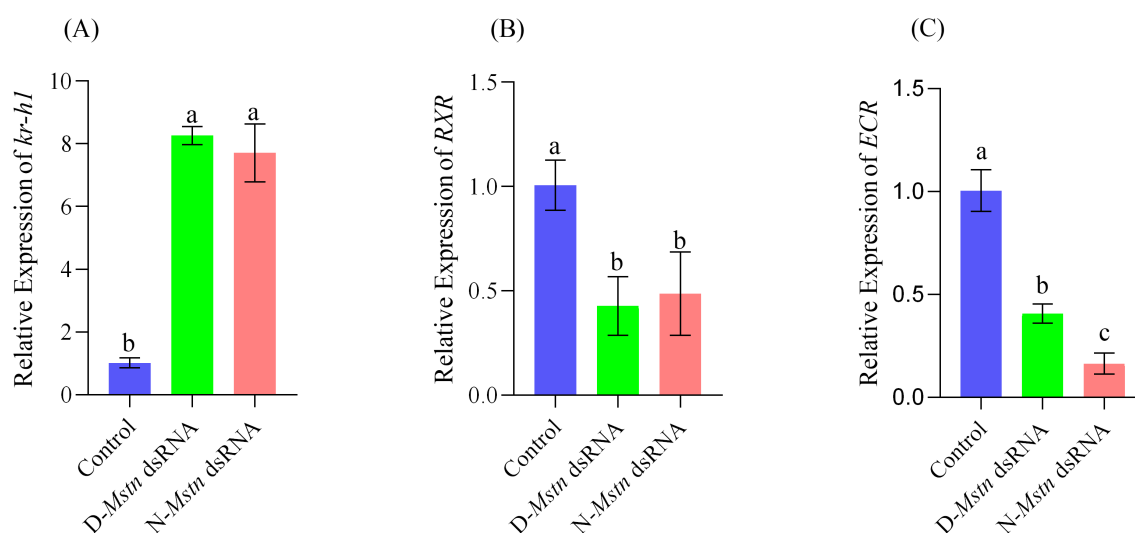 (A)
Relative Expression of kr-h1
10
8
6
4
2
0
b
a
a
Control
D-Mstn dsRNA
N-Mstn dsRNA
(B)
Relative Expression of RXR
1.5
1.0
0.5
0.0
a
b
b
Control
D-Mstn dsRNA
N-Mstn dsRNA
(C)
Relative Expression of ECR
1.5
1.0
0.5
0.0
a
b
c
Control
D-Mstn dsRNA
N-Mstn dsRNA